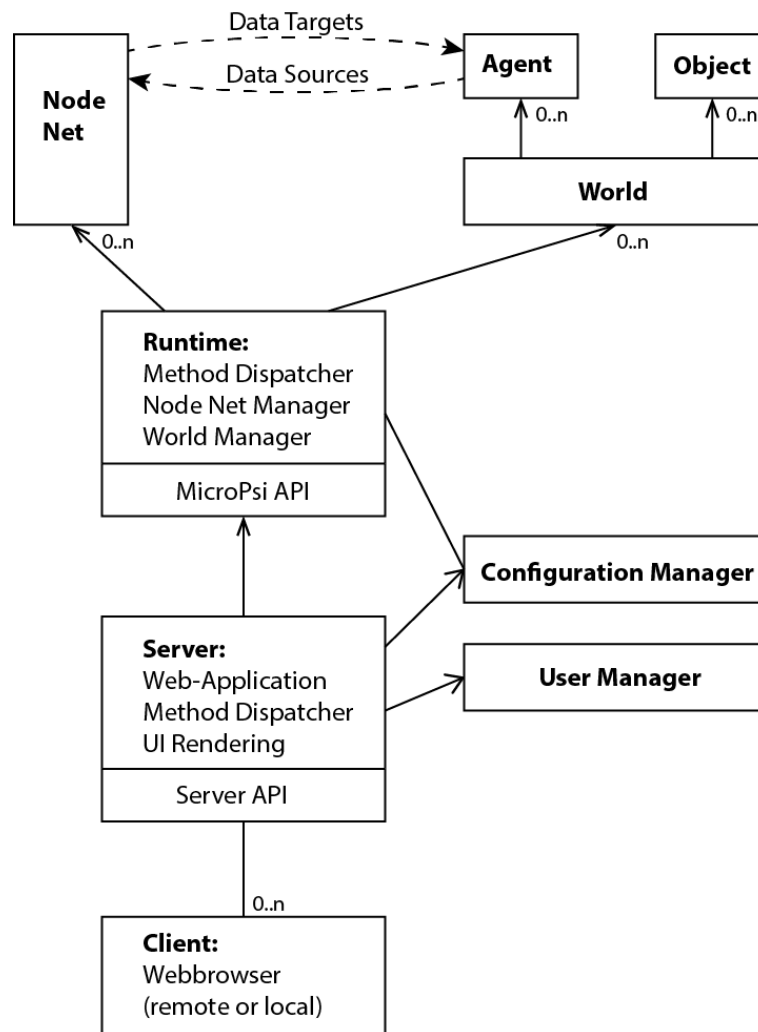 Data Targets
Data Sources
Node
Net
Agent
Object
0..n
0..n
World
0..n
0..n
Runtime:
Method Dispatcher
Node Net Manager
World Manager
MicroPsi API
Configuration Manager
Server:
Web-Application
Method Dispatcher
UI Rendering
User Manager
Server API
0..n
Client:
Webbrowser
(remote or local)